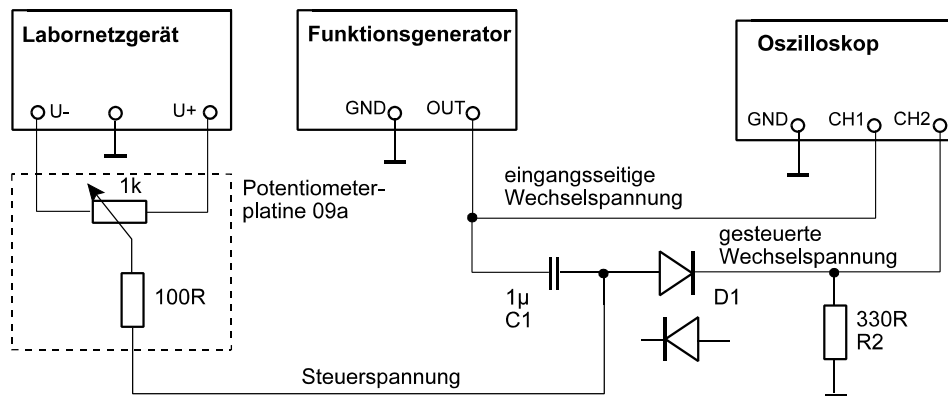 Labornetzgerät
U-
U+
Funktionsgenerator
GND
OUT
Oszilloskop
GND
CH1
CH2
1k
Potentiometer-
platine 09a
100R
eingangsseitige
Wechselspannung
gesteuerte
Wechselspannung
1µ
C1
D1
330R
R2
Steuerspannung